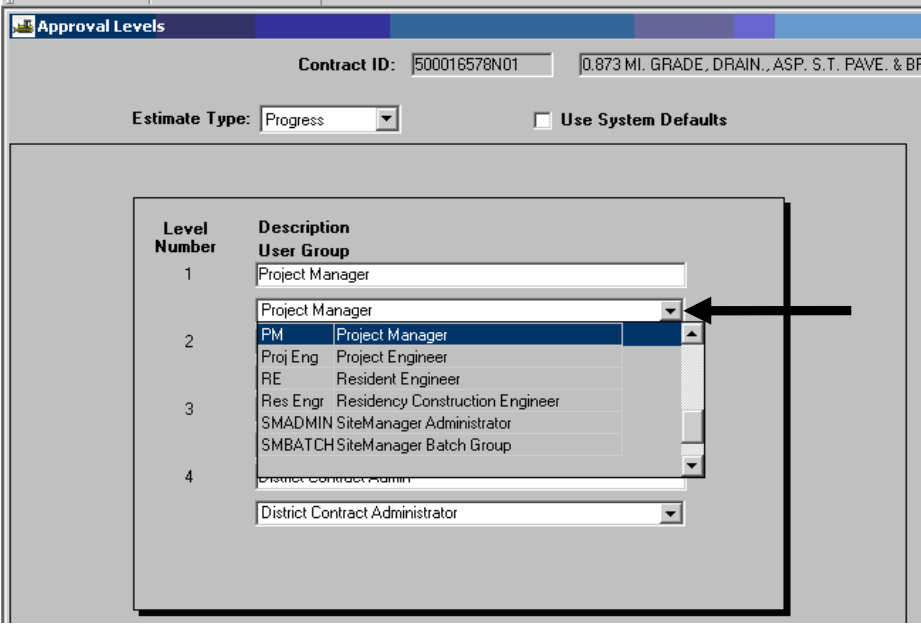 Approval Levels
Contract ID: 500016578N01 0.873 MI. GRADE, DRAIN., ASP. S.T. PAVE. & BR
Estimate Type: Progress Use System Defaults
Level Number Description
User Group
1 Project Manager
Project Manager
2 PM Project Manager
Proj Eng Project Engineer
RE Resident Engineer
3 Res Engr Residency Construction Engineer
SMADMIN SiteManager Administrator
SMBATCH SiteManager Batch Group
4 District Contract Admin
District Contract Administrator